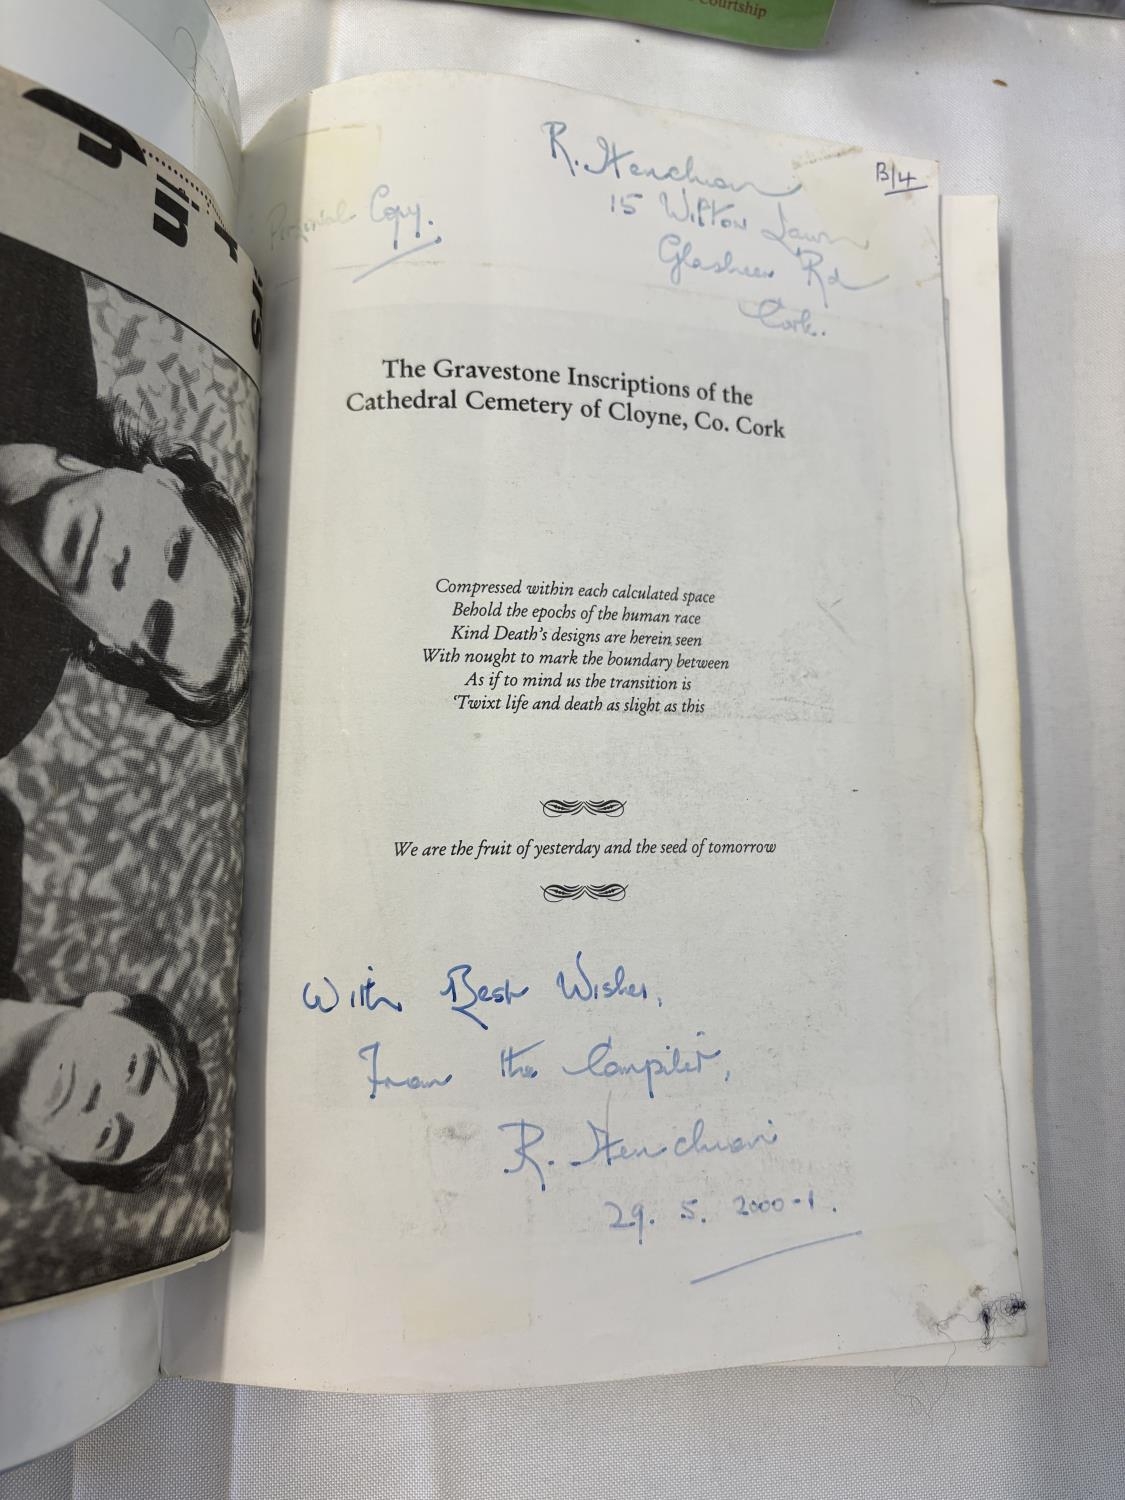 Courtship
R. Henchion
15 Wilton Lawn
Glasheen Rd
Cork.
B/4
Copy.
The Gravestone Inscriptions of the
Cathedral Cemetery of Cloyne, Co. Cork
Compressed within each calculated space
Behold the epochs of the human race
Kind Death's designs are herein seen
With nought to mark the boundary between
As if to mind us the transition is
'Twixt life and death as slight as this
We are the fruit of yesterday and the seed of tomorrow
With Best Wishes,
From the Compiler,
R. Henchion
29. 5. 2000-1.